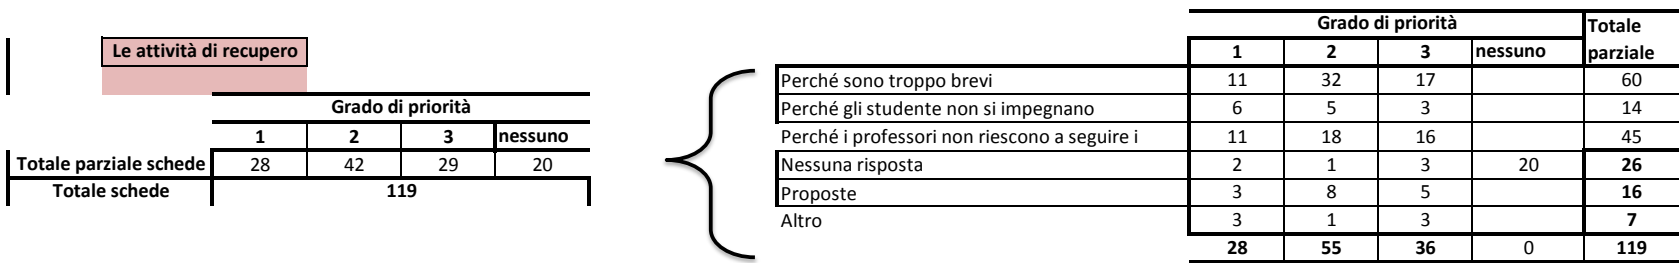 Le attività di recupero
Grado di priorità
1 2 3 nessuno
Totale parziale schede 28 42 29 20
Totale schede 119
Grado di priorità Totale
1 2 3 nessuno parziale
Perché sono troppo brevi 11 32 17 60
Perché gli studente non si impegnano 6 5 3 14
Perché i professori non riescono a seguire i 11 18 16 45
Nessuna risposta 2 1 3 20 26
Proposte 3 8 5 16
Altro 3 1 3 7
28 55 36 0 119